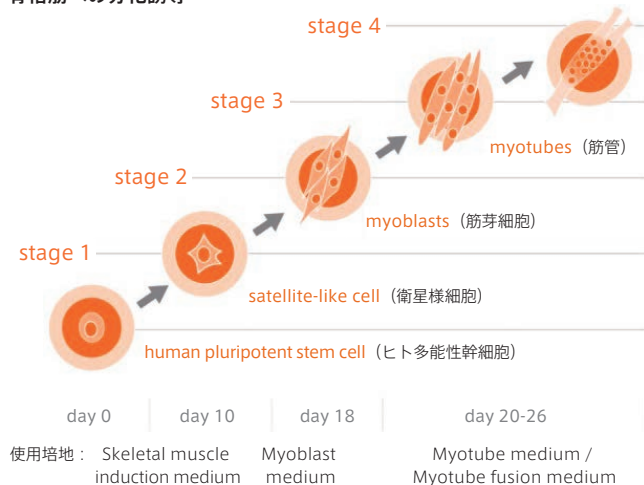 stage 4
stage 3
myotubes（筋管）
stage 2
myoblasts（筋芽細胞）
stage 1
satellite-like cell（衛星様細胞）
human pluripotent stem cell（ヒト多能性幹細胞）
day 0 day 10 day 18 day 20-26
使用培地 : Skeletal muscle induction medium
Myoblast medium
Myotube medium /
Myotube fusion medium